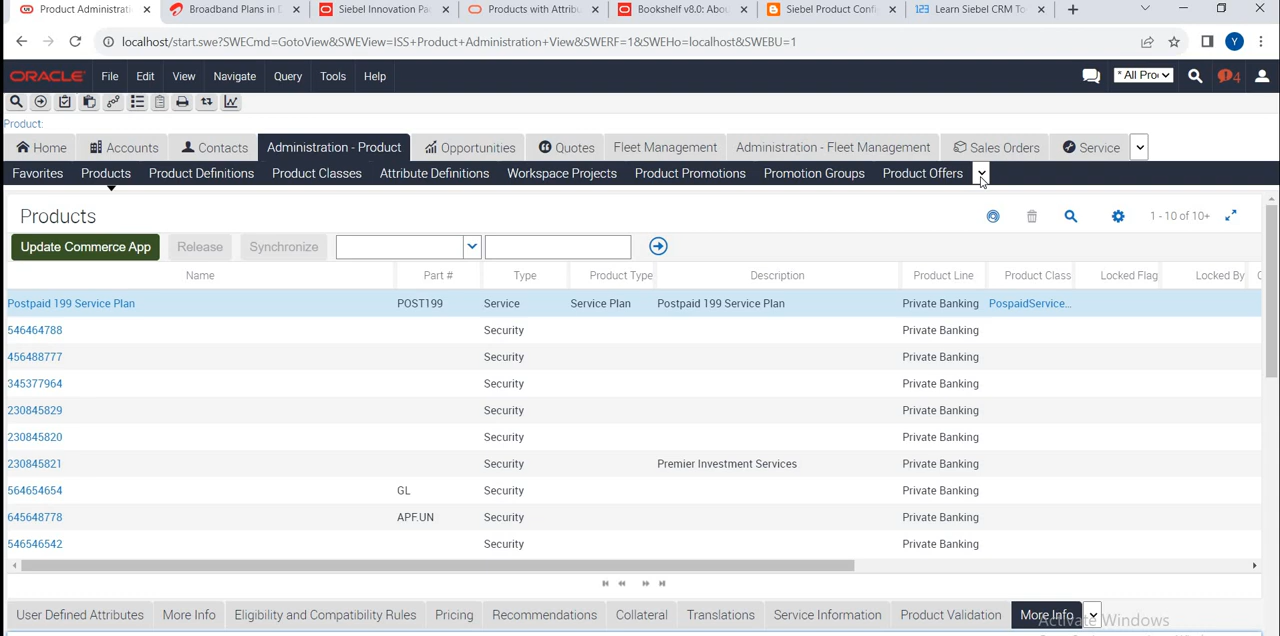 Product Administrati
Broadband Plans in D
Siebel Innovation Pac
Products with Attribu
Bookshelf v8.0: Abou
Siebel Product Confi
Learn Siebel CRM To
localhost/start.swe?SWECmd=GotoView&SWEView=ISS+Product+Administration+View&SWERF=1&SWEHo=localhost&SWEBU=1
Y
ORACLE File Edit View Navigate Query Tools Help * All Pro 4
Product:
Home Accounts Contacts Administration - Product Opportunities Quotes Fleet Management Administration - Fleet Management Sales Orders Service
Favorites Products Product Definitions Product Classes Attribute Definitions Workspace Projects Product Promotions Promotion Groups Product Offers
Products 1 - 10 of 10+
Update Commerce App Release Synchronize
Name Part # Type Product Type Description Product Line Product Class Locked Flag Locked By
Postpaid 199 Service Plan POST199 Service Service Plan Postpaid 199 Service Plan Private Banking PospaidService...
546464788 Security Private Banking
456488777 Security Private Banking
345377964 Security Private Banking
230845829 Security Private Banking
230845820 Security Private Banking
230845821 Security Premier Investment Services Private Banking
564654654 GL Security Private Banking
645648778 APF.UN Security Private Banking
546546542 Security Private Banking
User Defined Attributes More Info Eligibility and Compatibility Rules Pricing Recommendations Collateral Translations Service Information Product Validation More Info
Activate Windows